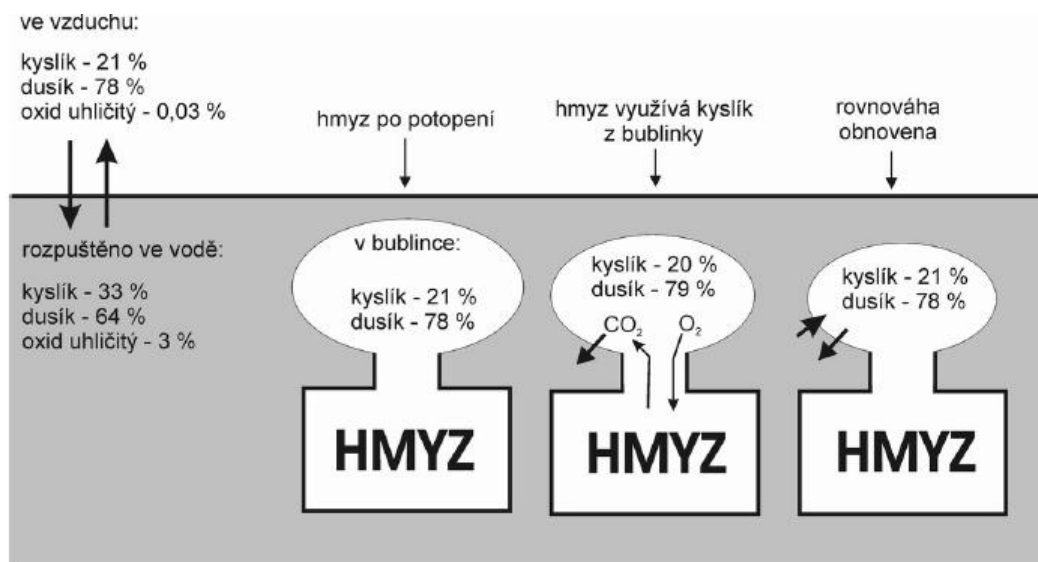 ve vzduchu:
kyslík - 21 %
dusík - 78 %
oxid uhličitý - 0,03 %
hmyz po potopení
hmyz využívá kyslík
z bublinky
rovnováha
obnovena
rozpuštěno ve vodě:
kyslík - 33 %
dusík - 64 %
oxid uhličitý - 3 %
v bublince:
kyslík - 21 %
dusík - 78 %
HMYZ
kyslík - 20 %
dusík - 79 %
CO₂ O₂
HMYZ
kyslík - 21 %
dusík - 78 %
HMYZ